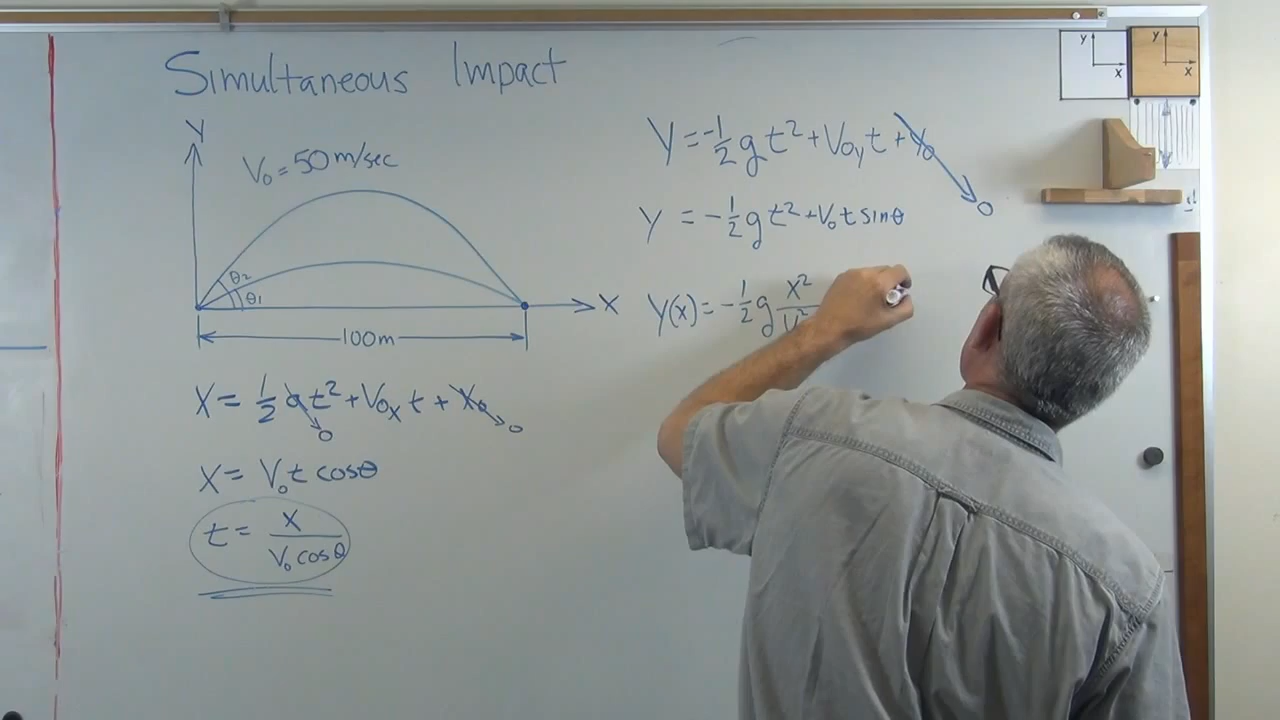 Simultaneous Impact
Y
V₀ = 50 m/sec
θ₂
θ₁
X
100m
X = ½ a t² + V₀ₓ t + X₀
0
0
X = V₀ t cosθ
t = X / (V₀ cosθ)
Y = -½ g t² + V₀ᵧ t + Y₀
0
Y = -½ g t² + V₀ t sinθ
Y(x) = -½ g X² / V²
Y
X
Y
X